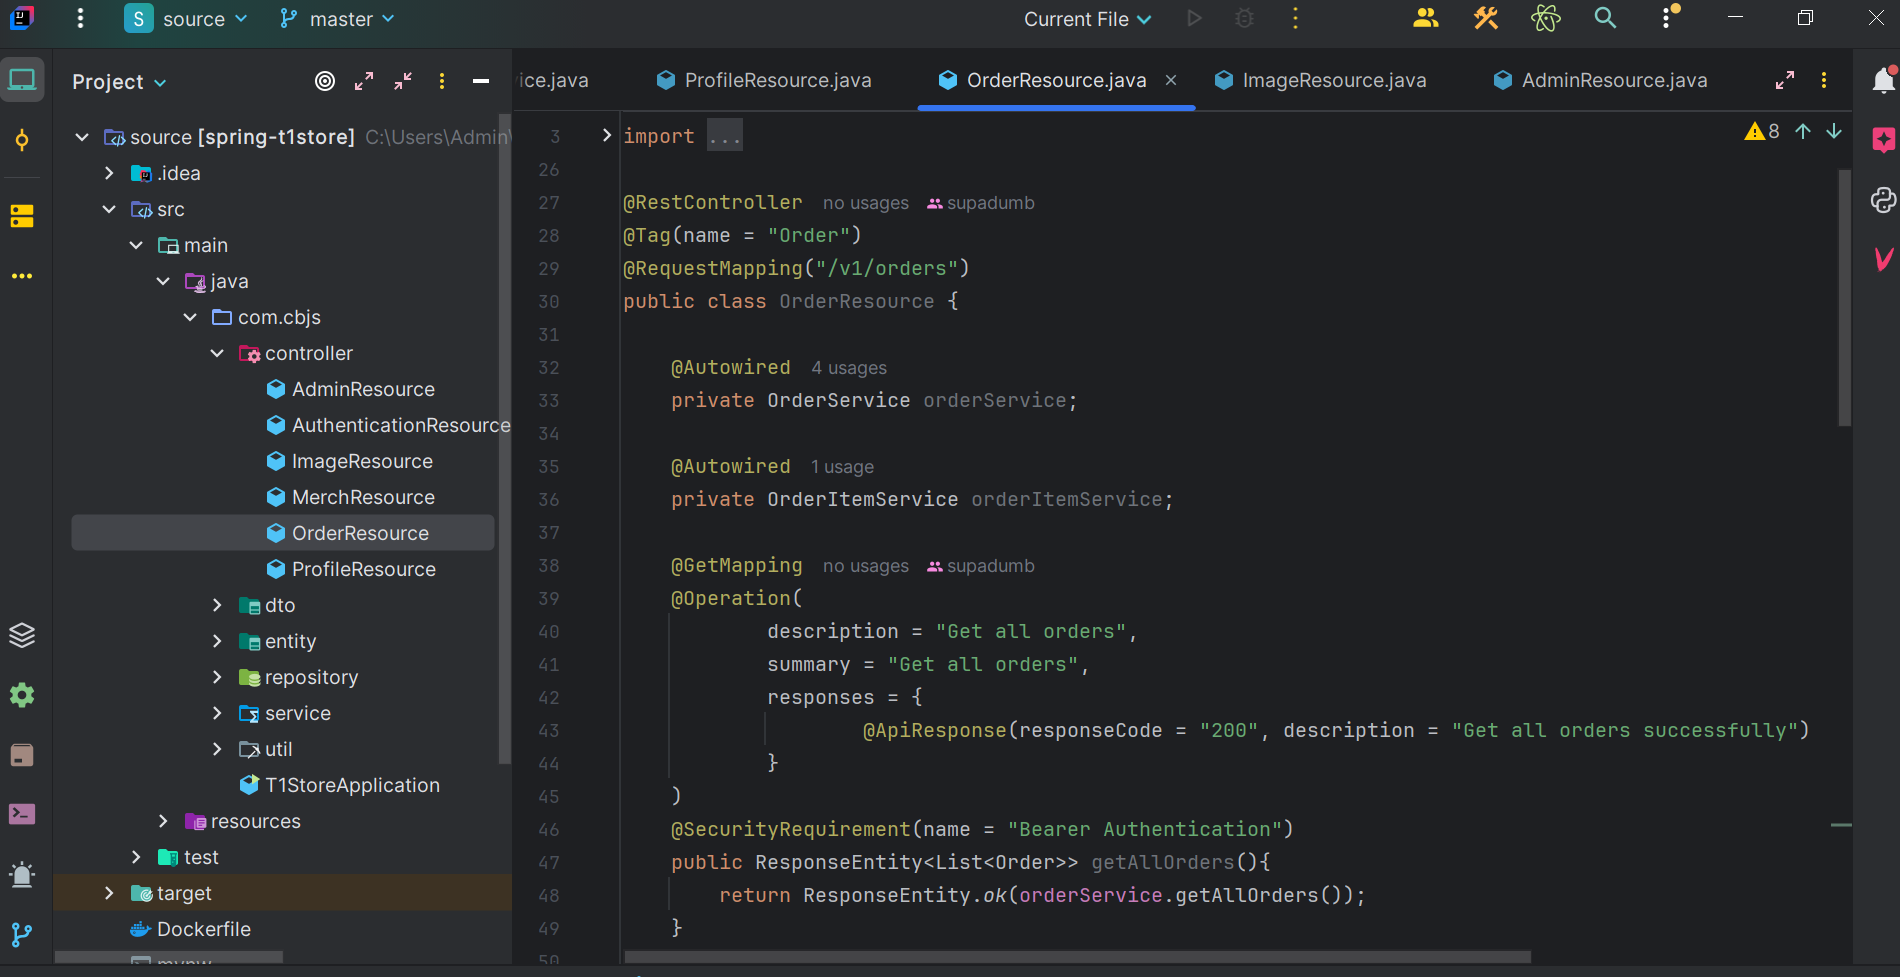 S source master Current File
Project
ice.java ProfileResource.java OrderResource.java ImageResource.java AdminResource.java
source [spring-t1store] C:\Users\Admin\
.idea
src
main
java
com.cbjs
controller
AdminResource
AuthenticationResource
ImageResource
MerchResource
OrderResource
ProfileResource
dto
entity
repository
service
util
T1StoreApplication
resources
test
target
Dockerfile
8
3 import ...
26
27 @RestController no usages supadumb
28 @Tag(name = "Order")
29 @RequestMapping("/v1/orders")
30 public class OrderResource {
31
32 @Autowired 4 usages
33 private OrderService orderService;
34
35 @Autowired 1 usage
36 private OrderItemService orderItemService;
37
38 @GetMapping no usages supadumb
39 @Operation(
40 description = "Get all orders",
41 summary = "Get all orders",
42 responses = {
43 @ApiResponse(responseCode = "200", description = "Get all orders successfully")
44 }
45 )
46 @SecurityRequirement(name = "Bearer Authentication")
47 public ResponseEntity<List<Order>> getAllOrders(){
48 return ResponseEntity.ok(orderService.getAllOrders());
49 }
50